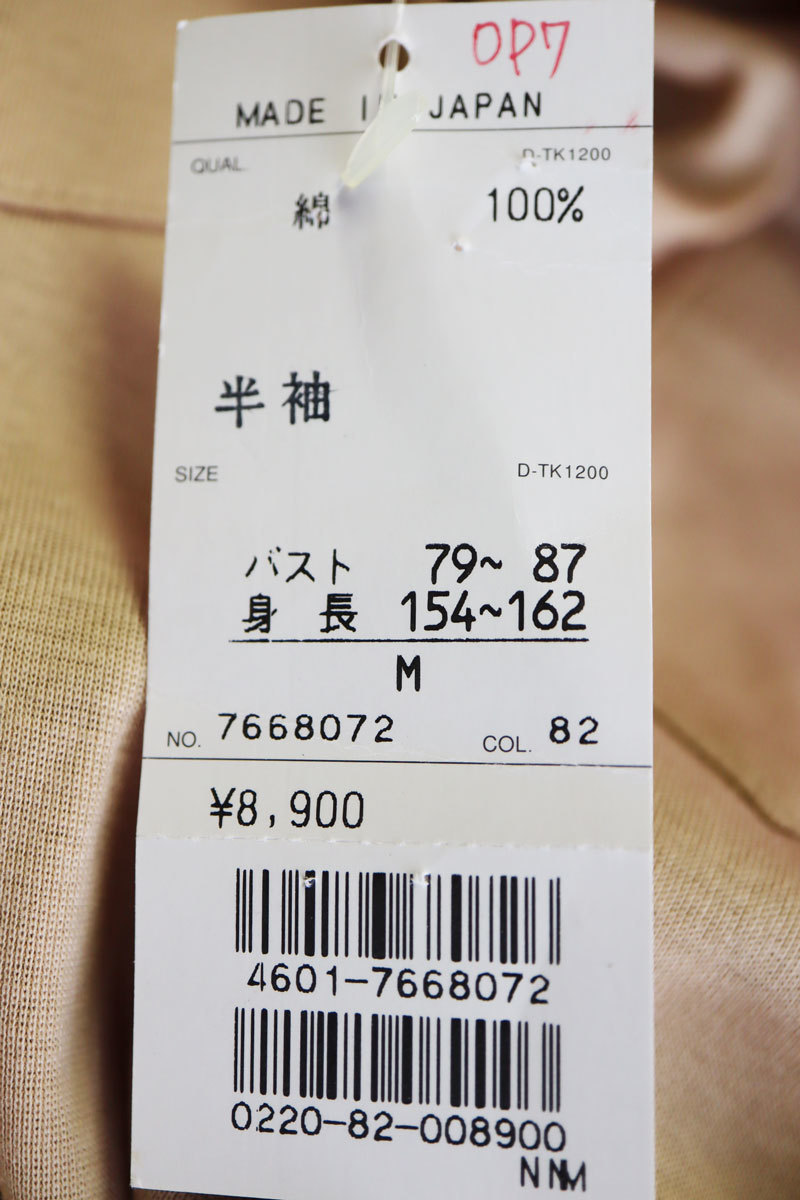 OP7
MADE IN JAPAN
QUAL. D-TK1200
綿 100%
半袖
SIZE D-TK1200
バスト 79~ 87
身長 154~162
M
NO. 7668072 COL. 82
¥8,900
4601-7668072
0220-82-008900
NNM